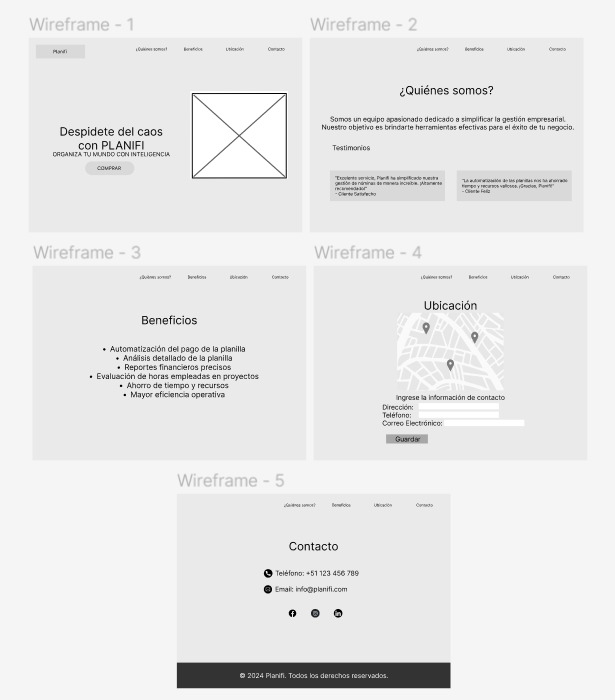 Wireframe - 1
Planifi
¿Quiénes somos? Beneficios Ubicación Contacto
Despidete del caos
con PLANIFI
ORGANIZA TU MUNDO CON INTELIGENCIA
COMPRAR
Wireframe - 2
¿Quiénes somos? Beneficios Ubicación Contacto
¿Quiénes somos?
Somos un equipo apasionado dedicado a simplificar la gestión empresarial.
Nuestro objetivo es brindarte herramientas efectivas para el éxito de tu negocio.
Testimonios
"Excelente servicio, Planifi ha simplificado nuestra
gestión de nóminas de manera increíble. ¡Altamente
recomendado!"
- Cliente Satisfecho
"La automatización de las planillas nos ha ahorrado
tiempo y recursos valiosos. ¡Gracias, Planifi!"
- Cliente Feliz
Wireframe - 3
¿Quiénes somos? Beneficios Ubicación Contacto
Beneficios
• Automatización del pago de la planilla
• Análisis detallado de la planilla
• Reportes financieros precisos
• Evaluación de horas empleadas en proyectos
• Ahorro de tiempo y recursos
• Mayor eficiencia operativa
Wireframe - 4
¿Quiénes somos? Beneficios Ubicación Contacto
Ubicación
Ingrese la información de contacto
Dirección:
Teléfono:
Correo Electrónico:
Guardar
Wireframe - 5
¿Quiénes somos? Beneficios Ubicación Contacto
Contacto
Teléfono: +51 123 456 789
Email: info@planifi.com
© 2024 Planifi. Todos los derechos reservados.